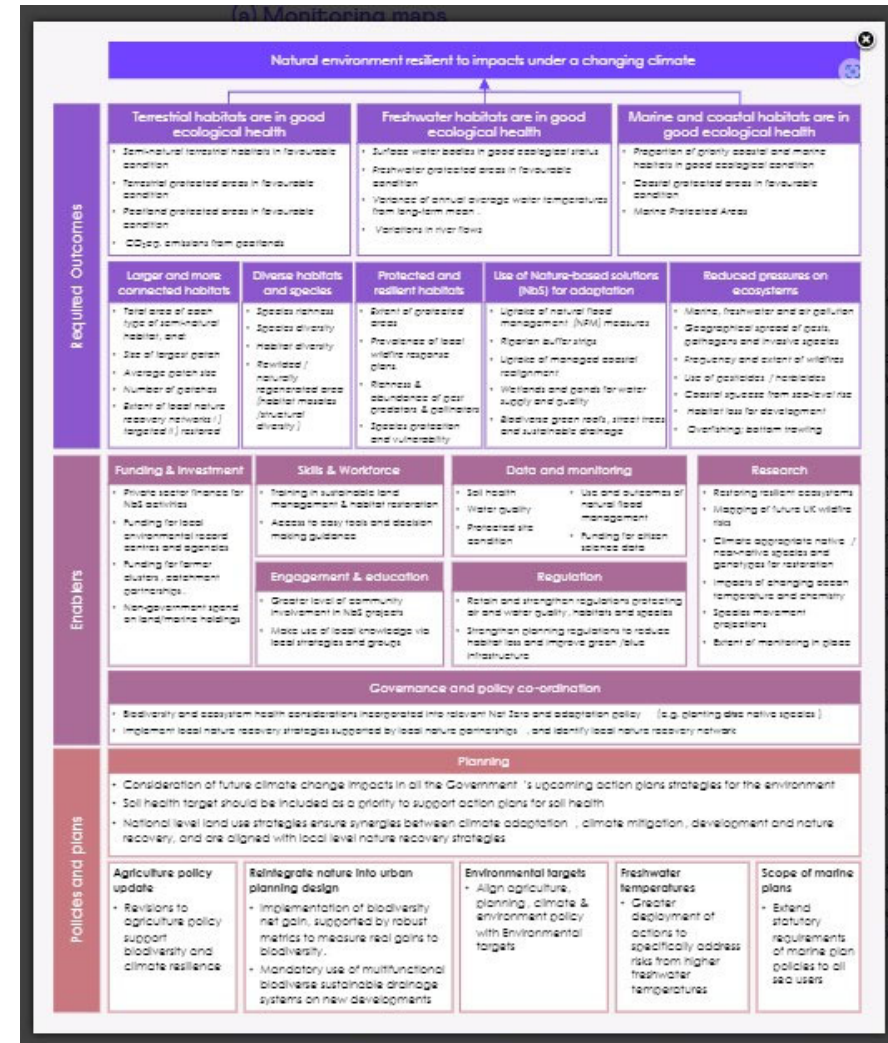 (a) Monitoring maps
Natural environment resilient to impacts under a changing climate
Required Outcomes
Terrestrial habitats are in good
ecological health
• Semi-natural terrestrial habitats in favourable
condition
• Terrestrial protected areas in favourable
condition
• Peatland protected areas in favourable
condition
• CO₂eq. emissions from peatlands
Freshwater habitats are in good
ecological health
• Surface water bodies in good ecological status
• Freshwater protected areas in favourable
condition
• Variance of annual average water temperatures
from long-term mean .
• Variations in river flows
Marine and coastal habitats are in
good ecological health
• Proportion of priority coastal and marine
habitats in good ecological condition
• Coastal protected areas in favourable
condition
• Marine Protected Areas
Larger and more
connected habitats
• Total area of each
type of semi-natural
habitat, and:
• Size of largest patch
• Average patch size
• Number of patches
• Extent of local nature
recovery networks i )
targeted ii ) restored
Diverse habitats
and species
• Species richness
• Species diversity
• Habitat diversity
• Rewilded /
naturally
regenerated area
(habitat mosaics
/structural
diversity )
Protected and
resilient habitats
• Extent of protected
areas
• Prevalence of local
wildfire response
plans
• Richness &
abundance of pest
predators & pollinators
• Species protection
and vulnerability
Use of Nature-based solutions
(NbS) for adaptation
• Uptake of natural flood
management (NFM) measures
• Riparian buffer strips
• Uptake of managed coastal
realignment
• Wetlands and ponds for water
supply and quality
• Biodiverse green roofs, street trees
and sustainable drainage
Reduced pressures on
ecosystems
• Marine, freshwater and air pollution
• Geographical spread of pests,
pathogens and invasive species
• Frequency and extent of wildfires
• Use of pesticides / herbicides
• Coastal squeeze from sea-level rise
• Habitat loss for development
• Overfishing; bottom trawling
Enablers
Funding & Investment
• Private sector finance for
NbS activities
• Funding for local
environmental record
centres and agencies
• Funding for farmer
clusters , catchment
partnerships .
• Non-government spend
on land/marine holdings
Skills & Workforce
• Training in sustainable land
management & habitat restoration
• Access to easy tools and decision
making guidance
Data and monitoring
• Soil health
• Water quality
• Protected site
condition
• Use and outcomes of
natural flood
management
• Funding for citizen
science data
Research
• Restoring resilient ecosystems
• Mapping of future UK wildfire
risks
• Climate appropriate native /
near-native species and
genotypes for restoration
• Impacts of changing ocean
temperature and chemistry
• Species movement
projections
• Extent of monitoring in place
Engagement & education
• Greater level of community
involvement in NbS projects
• Make use of local knowledge via
local strategies and groups
Regulation
• Retain and strengthen regulations protecting
air and water quality, habitats and species
• Strengthen planning regulations to reduce
habitat loss and improve green /blue
infrastructure
Governance and policy co-ordination
• Biodiversity and ecosystem health considerations incorporated into relevant Net Zero and adaptation policy (e.g. planting native species )
• Implement local nature recovery strategies supported by local nature partnerships , and identify local nature recovery network
Policies and plans
Planning
• Consideration of future climate change impacts in all the Government 's upcoming action plans strategies for the environment
• Soil health target should be included as a priority to support action plans for soil health
• National level land use strategies ensure synergies between climate adaptation , climate mitigation, development and nature
recovery, and are aligned with local level nature recovery strategies
Agriculture policy
update
• Revisions to
agriculture policy
support
biodiversity and
climate resilience
Reintegrate nature into urban
planning design
• Implementation of biodiversity
net gain, supported by robust
metrics to measure real gains to
biodiversity.
• Mandatory use of multifunctional
biodiverse sustainable drainage
systems on new developments
Environmental targets
• Align agriculture,
planning, climate &
environment policy
with Environmental
targets
Freshwater
temperatures
• Greater
deployment of
actions to
specifically address
risks from higher
freshwater
temperatures
Scope of marine
plans
• Extend
statutory
requirements
of marine plan
policies to all
sea users